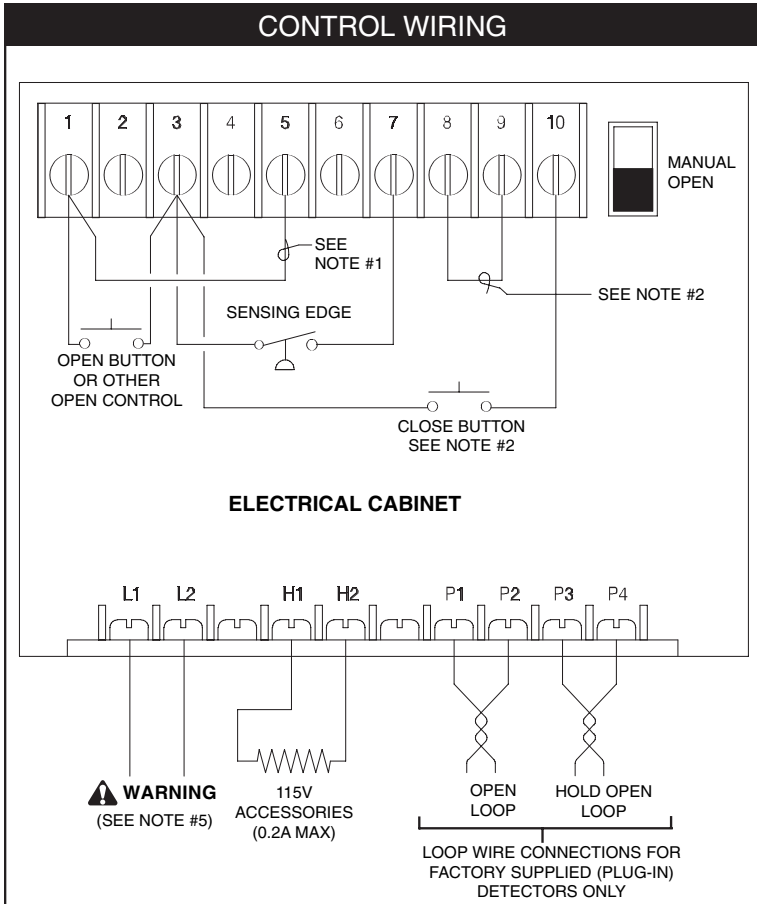 CONTROL WIRING
1 2 3 4 5 6 7 8 9 10
MANUAL
OPEN
SEE
NOTE #1
SEE NOTE #2
SENSING EDGE
OPEN BUTTON
OR OTHER
OPEN CONTROL
CLOSE BUTTON
SEE NOTE #2
ELECTRICAL CABINET
L1 L2 H1 H2 P1 P2 P3 P4
WARNING
(SEE NOTE #5)
115V
ACCESSORIES
(0.2A MAX)
OPEN
LOOP
HOLD OPEN
LOOP
LOOP WIRE CONNECTIONS FOR
FACTORY SUPPLIED (PLUG-IN)
DETECTORS ONLY